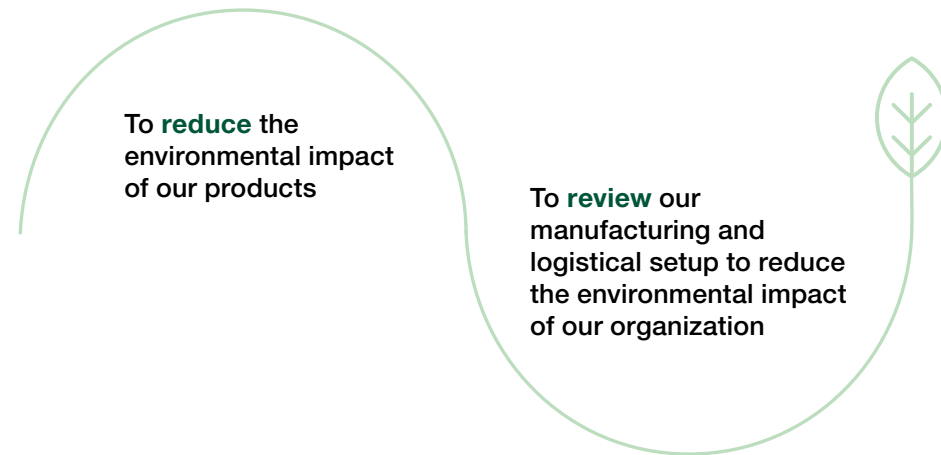 To reduce the
environmental impact
of our products
To review our
manufacturing and
logistical setup to reduce
the environmental impact
of our organization